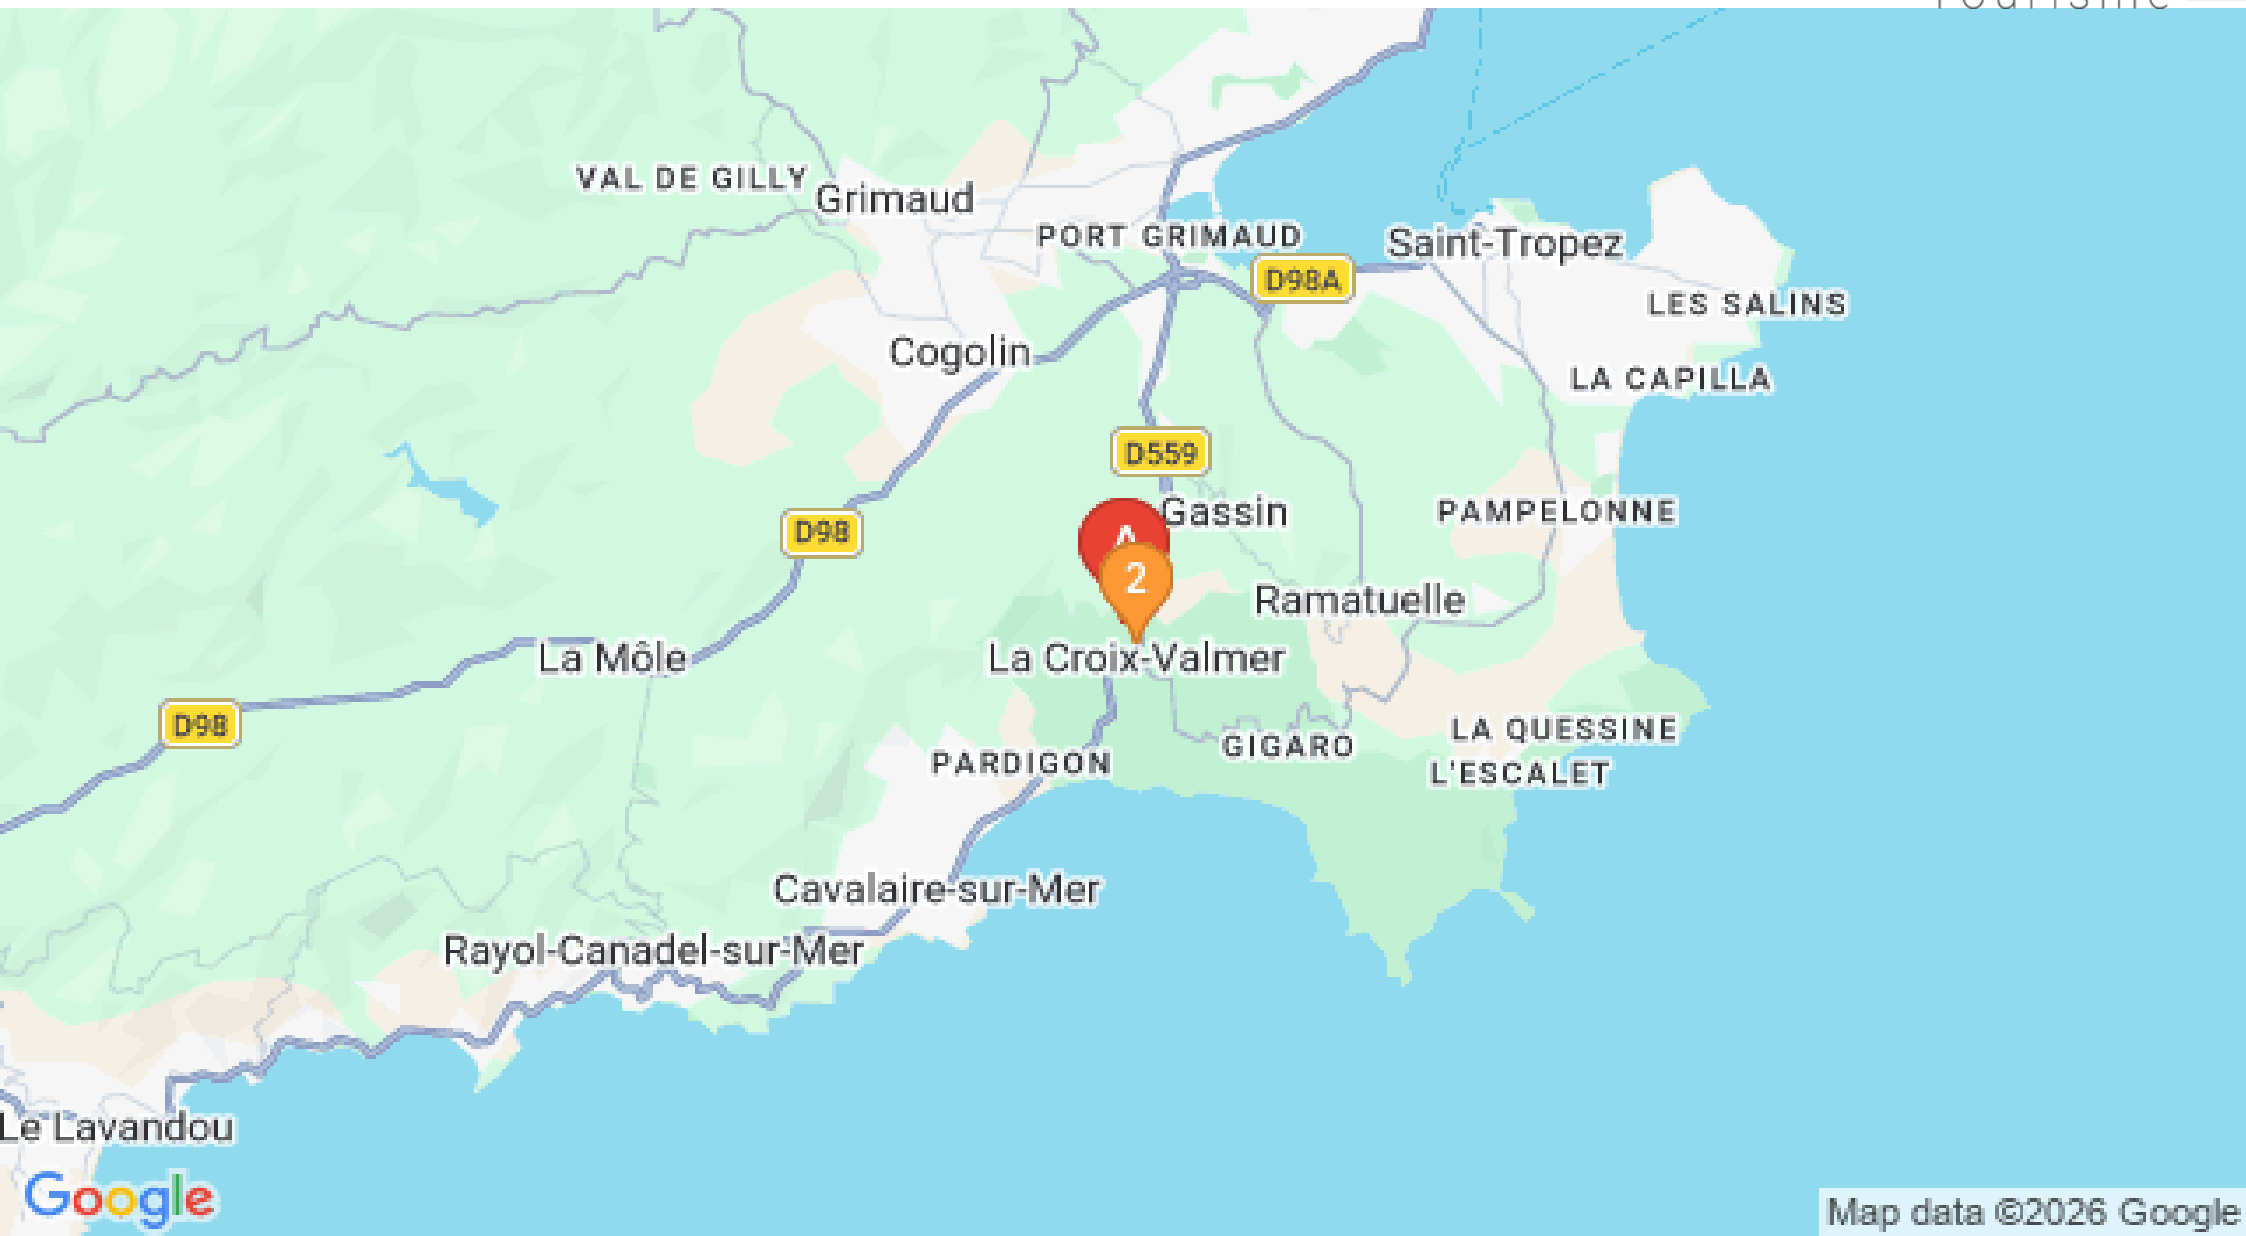 Tourisme
VAL DE GILLY
Grimaud
PORT GRIMAUD
Saint-Tropez
D98A
LES SALINS
Cogolin
LA CAPILLA
D559
Gassin
PAMPELONNE
D98
A
2
Ramatuelle
La Môle
La Croix-Valmer
D98
LA QUESSINE
GIGARO
PARDIGON
L'ESCALET
Cavalaire-sur-Mer
Rayol-Canadel-sur-Mer
Le Lavandou
Google
Map data ©2026 Google